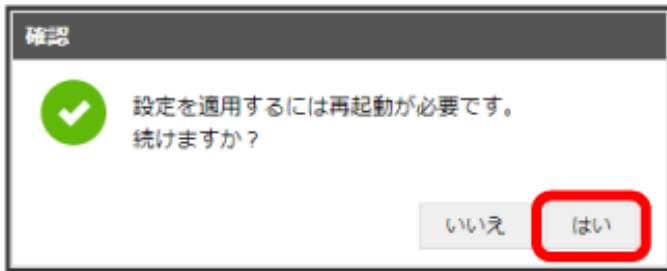 確認
設定を適用するには再起動が必要です。
続けますか？
いいえ はい